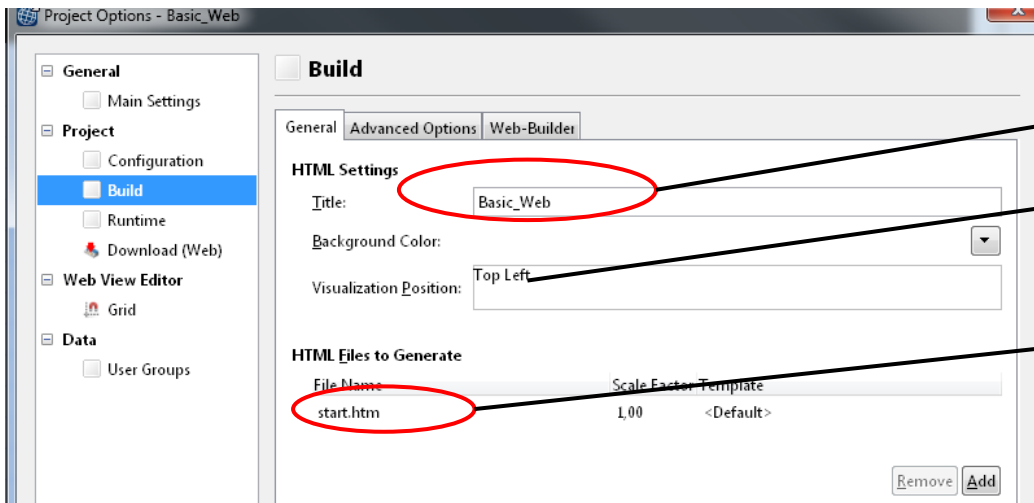 Project Options - Basic_Web
General
Main Settings
Project
Configuration
Build
Runtime
Download (Web)
Web View Editor
Grid
Data
User Groups
Build
General Advanced Options Web-Builder
HTML Settings
Title: Basic_Web
Background Color:
Visualization Position: Top Left
HTML Files to Generate
File Name Scale Factor Template
start.htm 1,00 <Default>
Remove Add